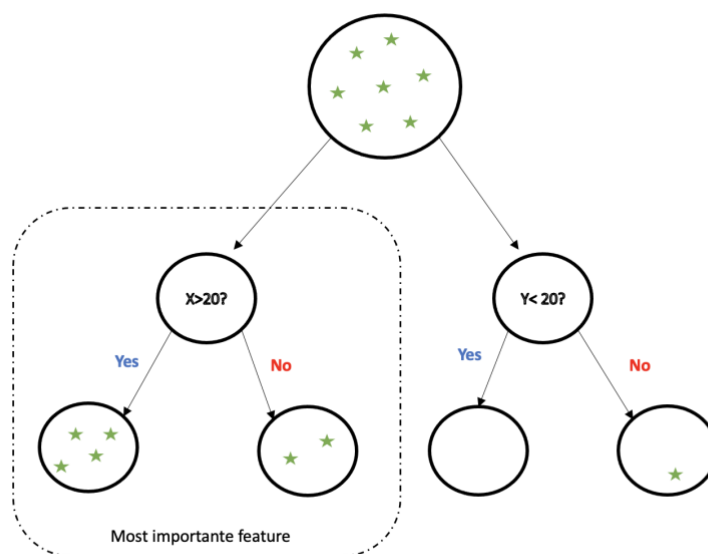 X>20?
Y< 20?
Yes
No
Yes
No
Most importante feature